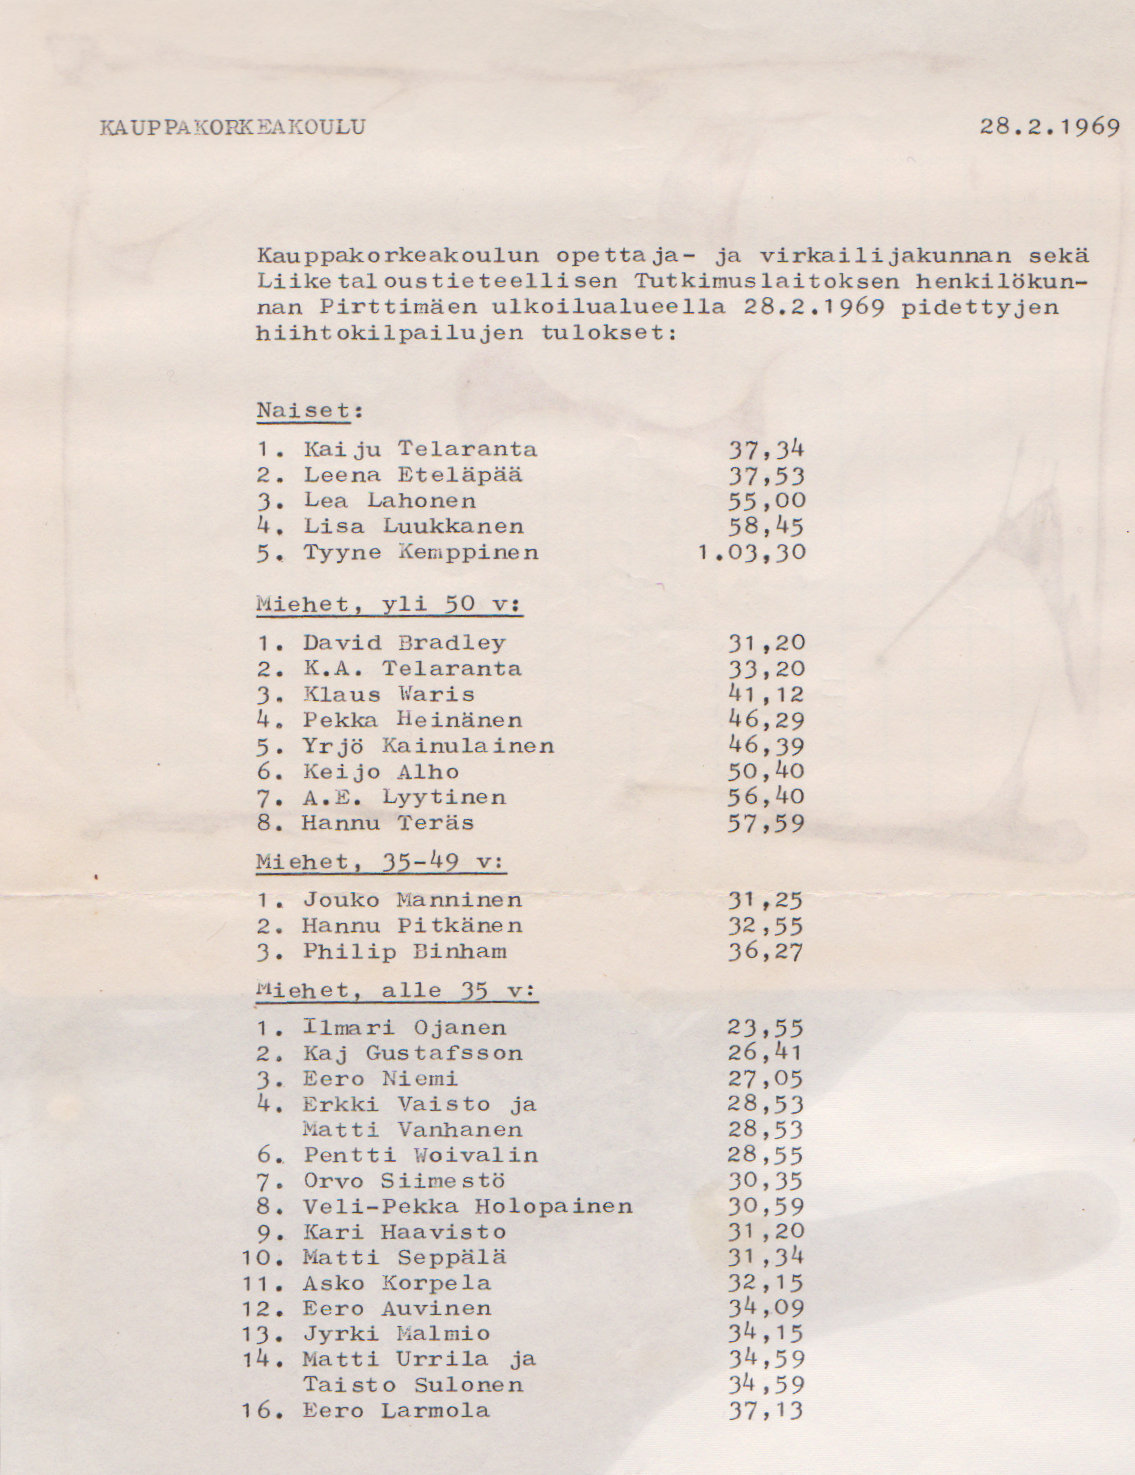 KAUPPAKORKEAKOULU 28.2.1969
Kauppakorkeakoulun opettaja- ja virkailijakunnan sekä
Liiketaloustieteellisen Tutkimuslaitoksen henkilökun-
nan Pirttimäen ulkoilualueella 28.2.1969 pidettyjen
hiihtokilpailujen tulokset:
Naiset:
1. Kaiju Telaranta 37,34
2. Leena Eteläpää 37,53
3. Lea Lahonen 55,00
4. Lisa Luukkanen 58,45
5. Tyyne Kemppinen 1.03,30
Miehet, yli 50 v:
1. David Bradley 31,20
2. K.A. Telaranta 33,20
3. Klaus Waris 41,12
4. Pekka Heinänen 46,29
5. Yrjö Kainulainen 46,39
6. Keijo Alho 50,40
7. A.E. Lyytinen 56,40
8. Hannu Teräs 57,59
Miehet, 35-49 v:
1. Jouko Manninen 31,25
2. Hannu Pitkänen 32,55
3. Philip Binham 36,27
Miehet, alle 35 v:
1. Ilmari Ojanen 23,55
2. Kaj Gustafsson 26,41
3. Eero Niemi 27,05
4. Erkki Vaisto ja 28,53
Matti Vanhanen 28,53
6. Pentti Woivalin 28,55
7. Orvo Siimestö 30,35
8. Veli-Pekka Holopainen 30,59
9. Kari Haavisto 31,20
10. Matti Seppälä 31,34
11. Asko Korpela 32,15
12. Eero Auvinen 34,09
13. Jyrki Malmio 34,15
14. Matti Urrila ja 34,59
Taisto Sulonen 34,59
16. Eero Larmola 37,13